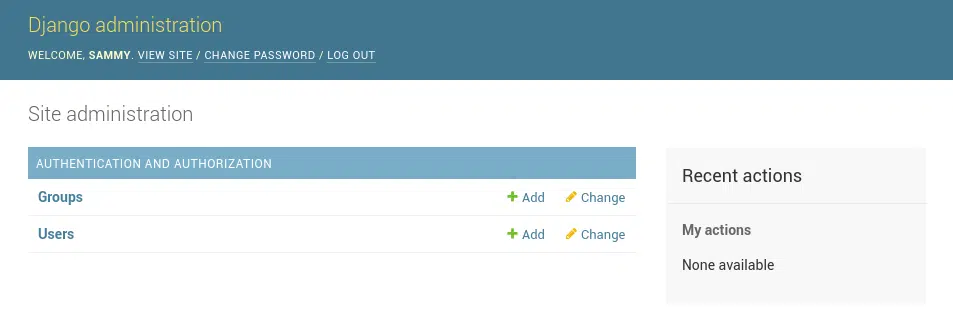 Django administration
WELCOME, SAMMY. VIEW SITE / CHANGE PASSWORD / LOG OUT
Site administration
AUTHENTICATION AND AUTHORIZATION
Groups Add Change
Users Add Change
Recent actions
My actions
None available